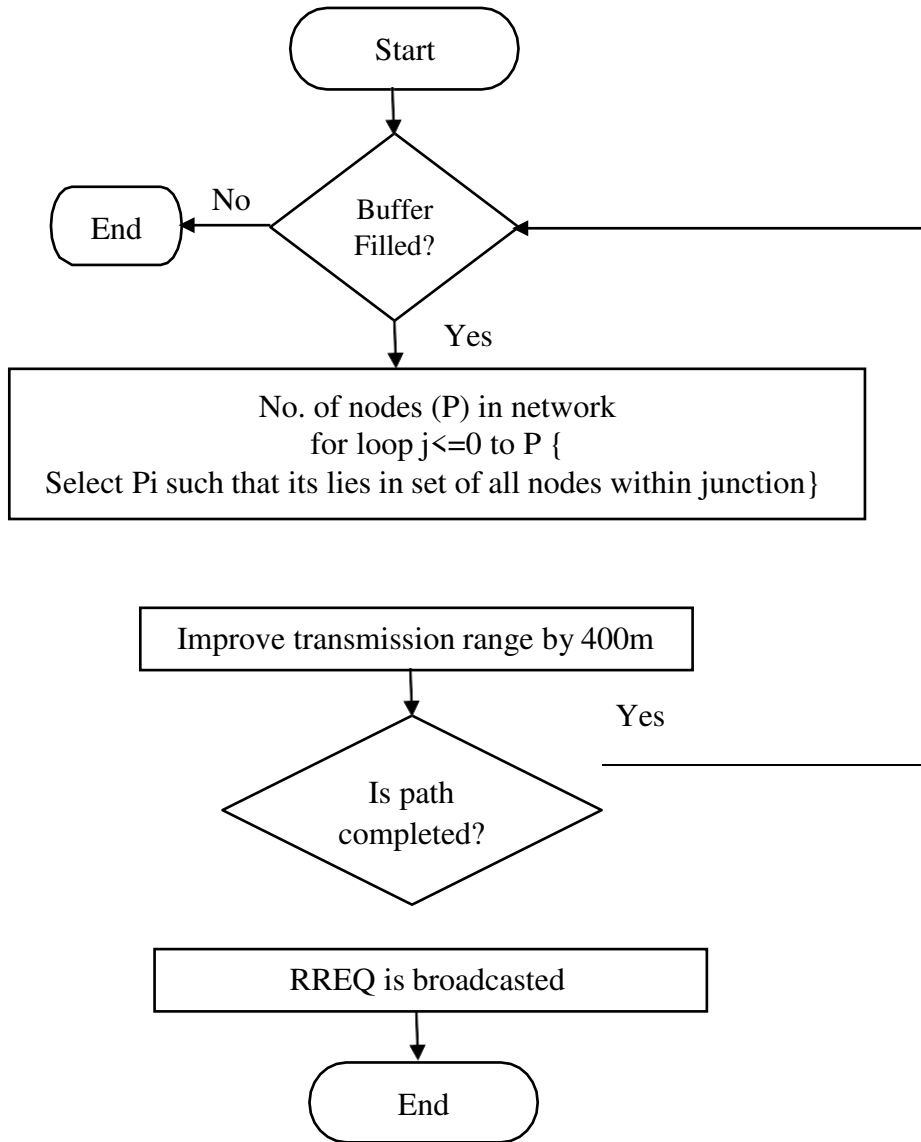 Start
No
End
Buffer
Filled?
Yes
No. of nodes (P) in network
for loop j<=0 to P {
Select Pi such that its lies in set of all nodes within junction}
Improve transmission range by 400m
Yes
Is path
completed?
RREQ is broadcasted
End